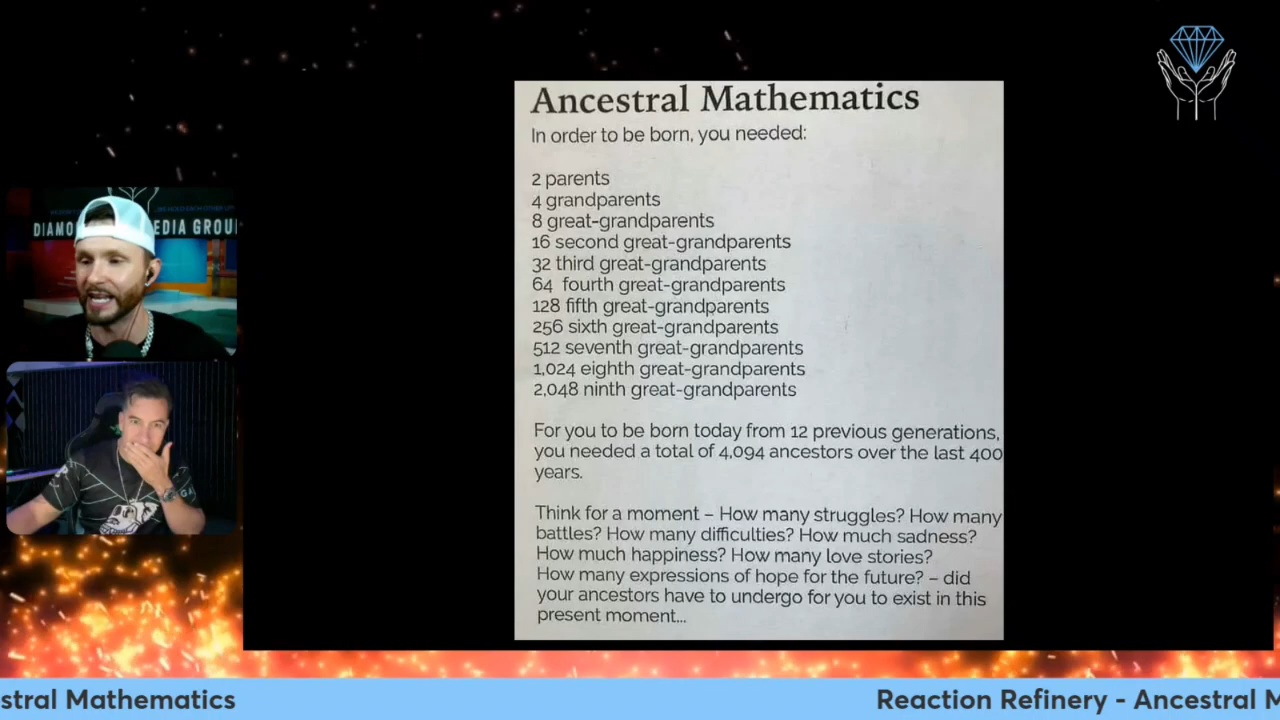 Ancestral Mathematics
In order to be born, you needed:
2 parents
4 grandparents
8 great-grandparents
16 second great-grandparents
32 third great-grandparents
64 fourth great-grandparents
128 fifth great-grandparents
256 sixth great-grandparents
512 seventh great-grandparents
1,024 eighth great-grandparents
2,048 ninth great-grandparents
For you to be born today from 12 previous generations,
you needed a total of 4,094 ancestors over the last 400
years.
Think for a moment – How many struggles? How many
battles? How many difficulties? How much sadness?
How much happiness? How many love stories?
How many expressions of hope for the future? – did
your ancestors have to undergo for you to exist in this
present moment...
DIAMO EDIA GROU
stral Mathematics
Reaction Refinery - Ancestral M